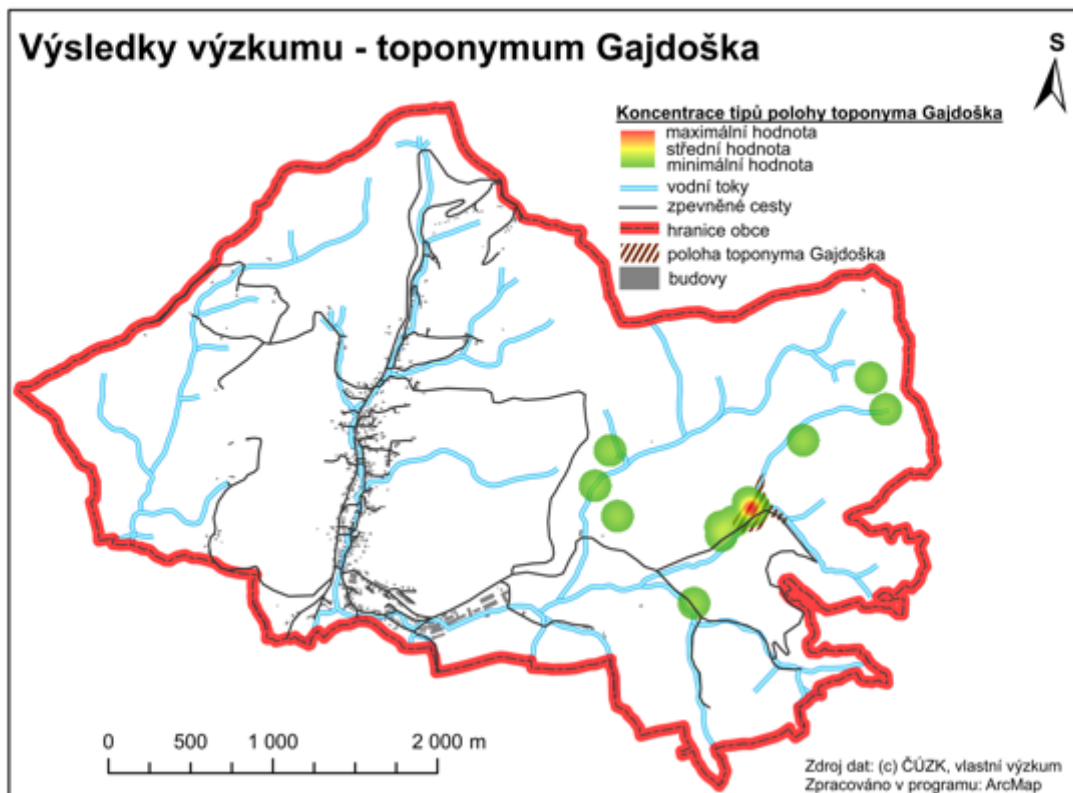 Výsledky výzkumu - toponymum Gajdoška
S
Koncentrace tipů polohy toponyma Gajdoška
maximální hodnota
střední hodnota
minimální hodnota
vodní toky
zpevněné cesty
hranice obce
poloha toponyma Gajdoška
budovy
0 500 1 000 2 000 m
Zdroj dat: (c) ČÚZK, vlastní výzkum
Zpracováno v programu: ArcMap